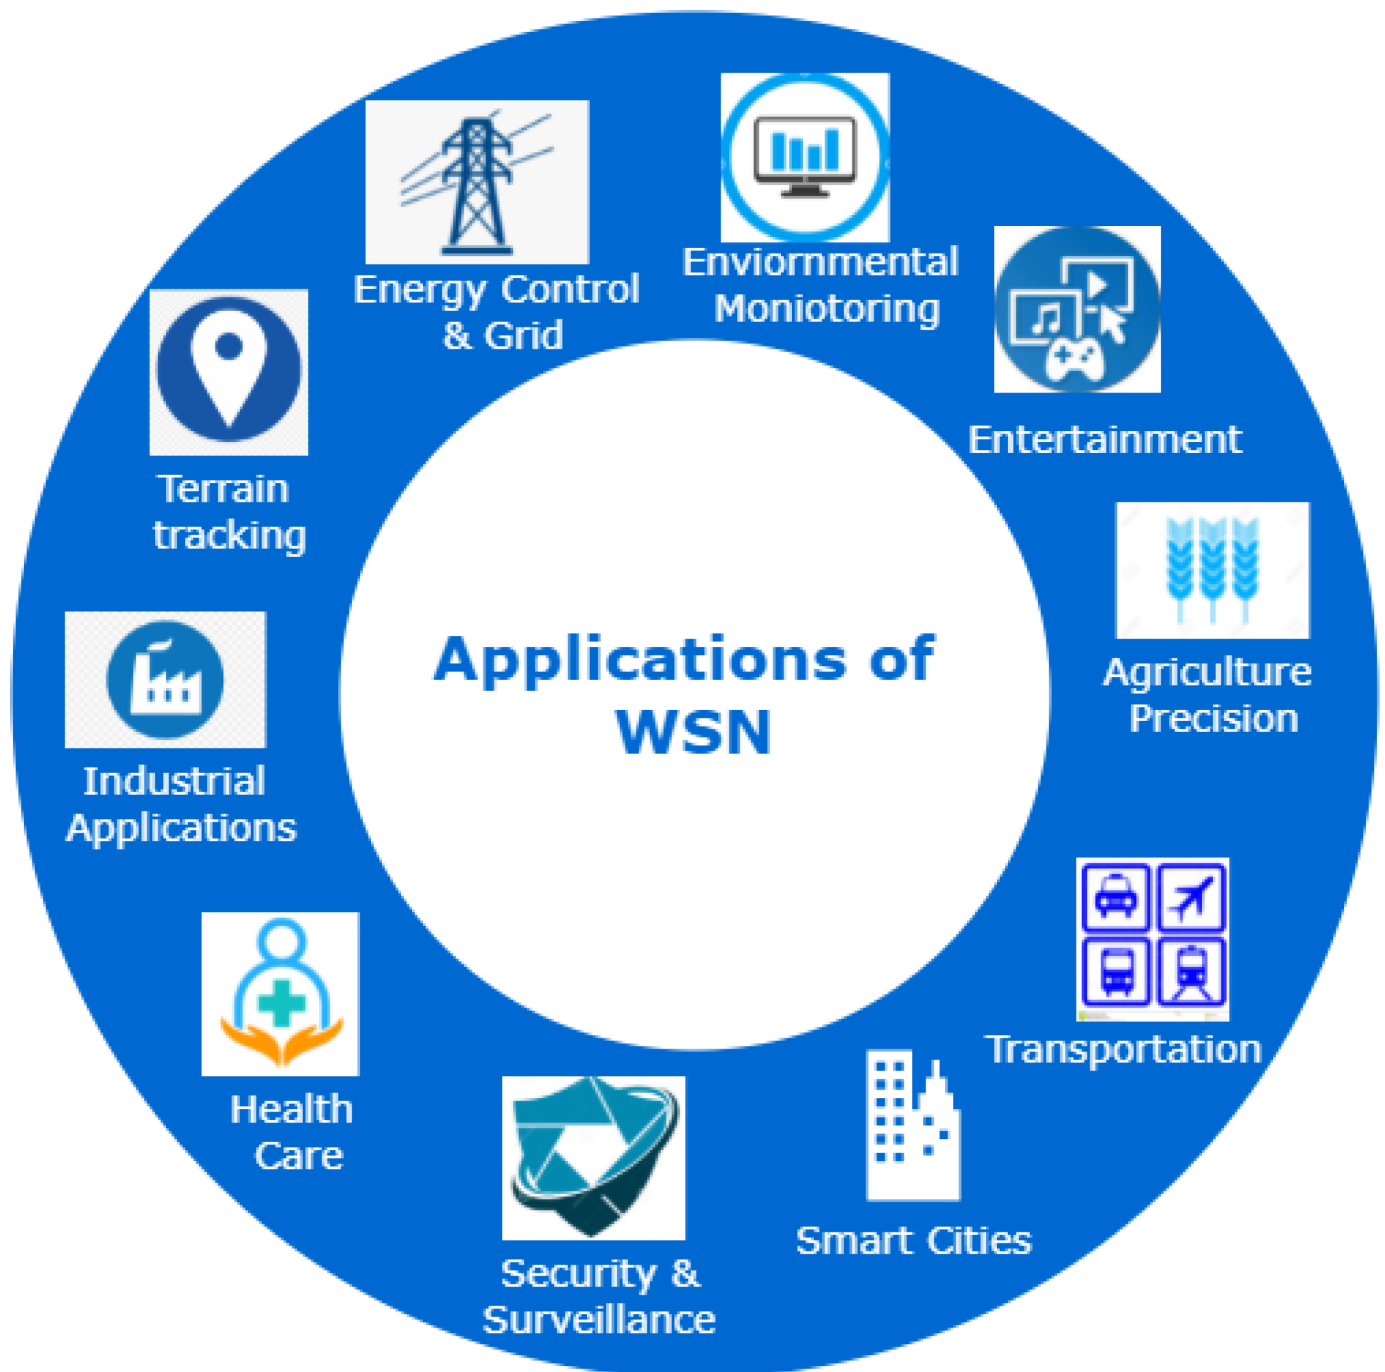 Energy Control
& Grid
Enviornmental
Moniotoring
Entertainment
Agriculture
Precision
Transportation
Smart Cities
Security &
Surveillance
Health
Care
Industrial
Applications
Terrain
tracking
Applications of
WSN